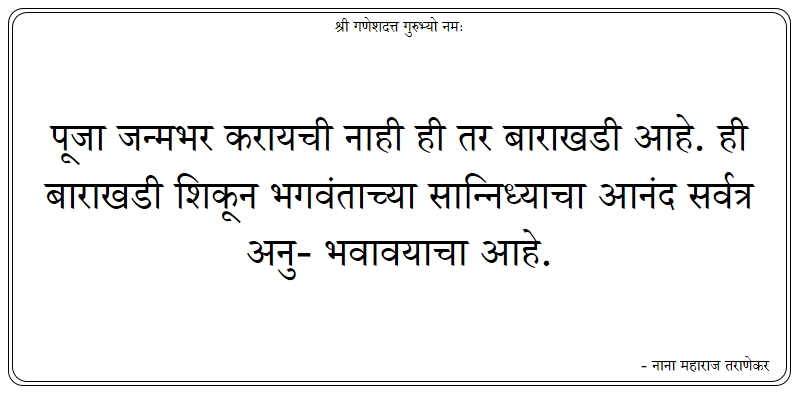 श्री गणेशदत्त गुरुभ्यो नमः
पूजा जन्मभर करायची नाही ही तर बाराखडी आहे. ही
बाराखडी शिकून भगवंताच्या सान्निध्याचा आनंद सर्वत्र
अनु- भवावयाचा आहे.
- नाना महाराज तराणेकर